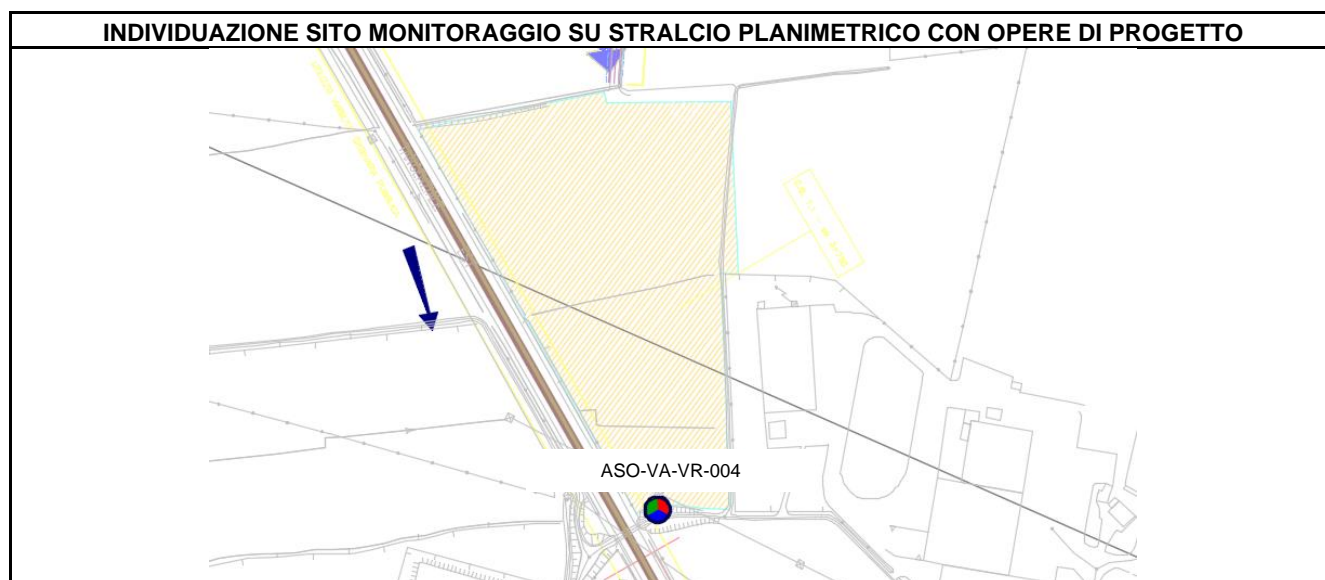 INDIVIDUAZIONE SITO MONITORAGGIO SU STRALCIO PLANIMETRICO CON OPERE DI PROGETTO
ASO-VA-VR-004